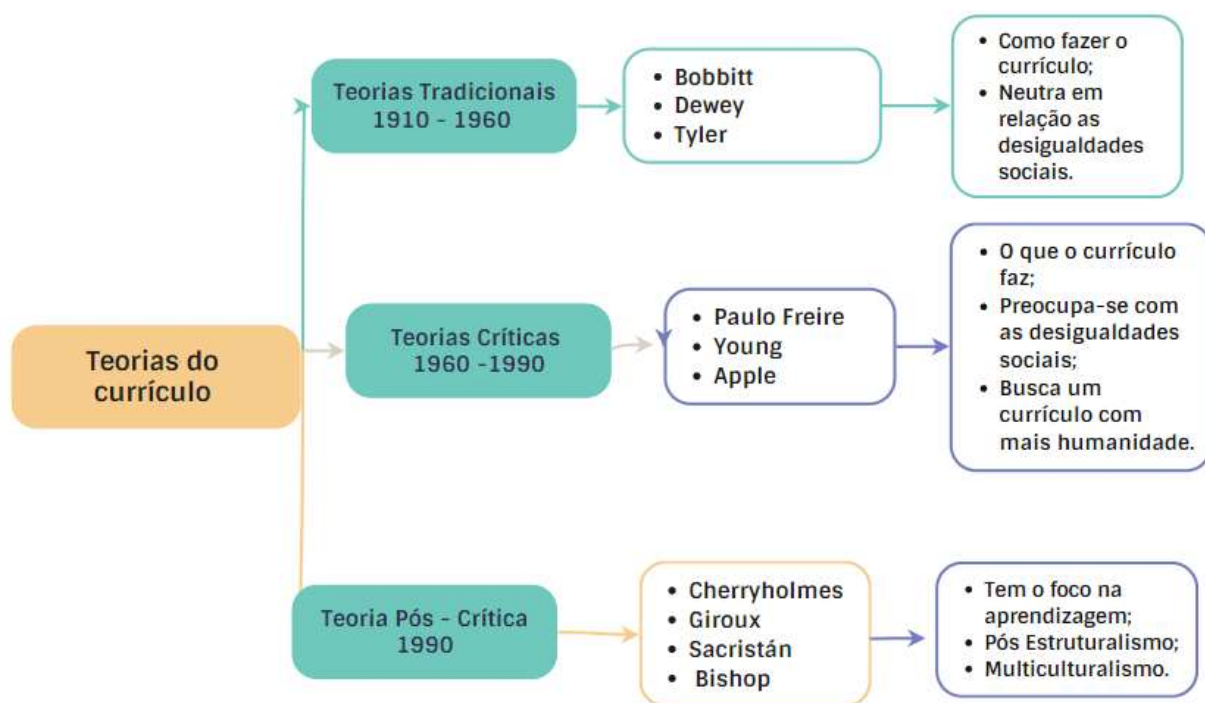 Teorias do
currículo
Teorias Tradicionais
1910 - 1960
• Bobbitt
• Dewey
• Tyler
• Como fazer o
currículo;
• Neutra em
relação as
desigualdades
sociais.
Teorias Críticas
1960 -1990
• Paulo Freire
• Young
• Apple
• O que o currículo
faz;
• Preocupa-se com
as desigualdades
sociais;
• Busca um
currículo com
mais humanidade.
Teoria Pós - Crítica
1990
• Cherryholmes
• Giroux
• Sacristán
• Bishop
• Tem o foco na
aprendizagem;
• Pós Estruturalismo;
• Multiculturalismo.